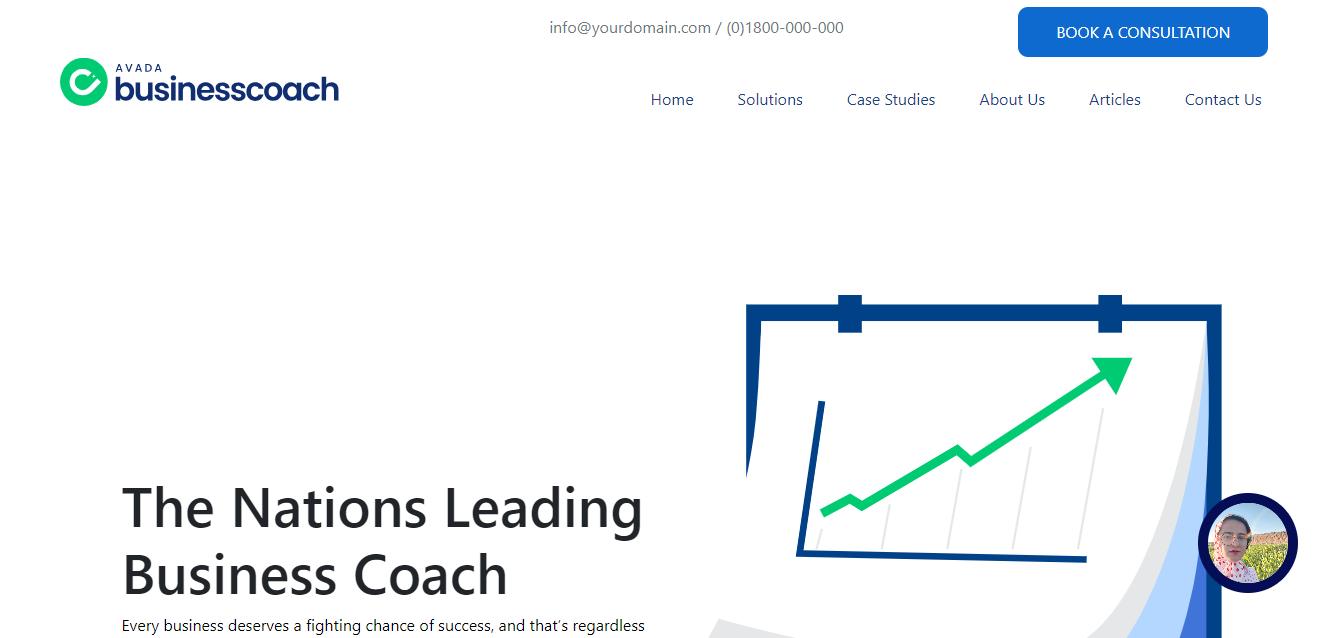 info@yourdomain.com / (0)1800-000-000
BOOK A CONSULTATION
AVADA
businesscoach
Home Solutions Case Studies About Us Articles Contact Us
The Nations Leading
Business Coach
Every business deserves a fighting chance of success, and that’s regardless